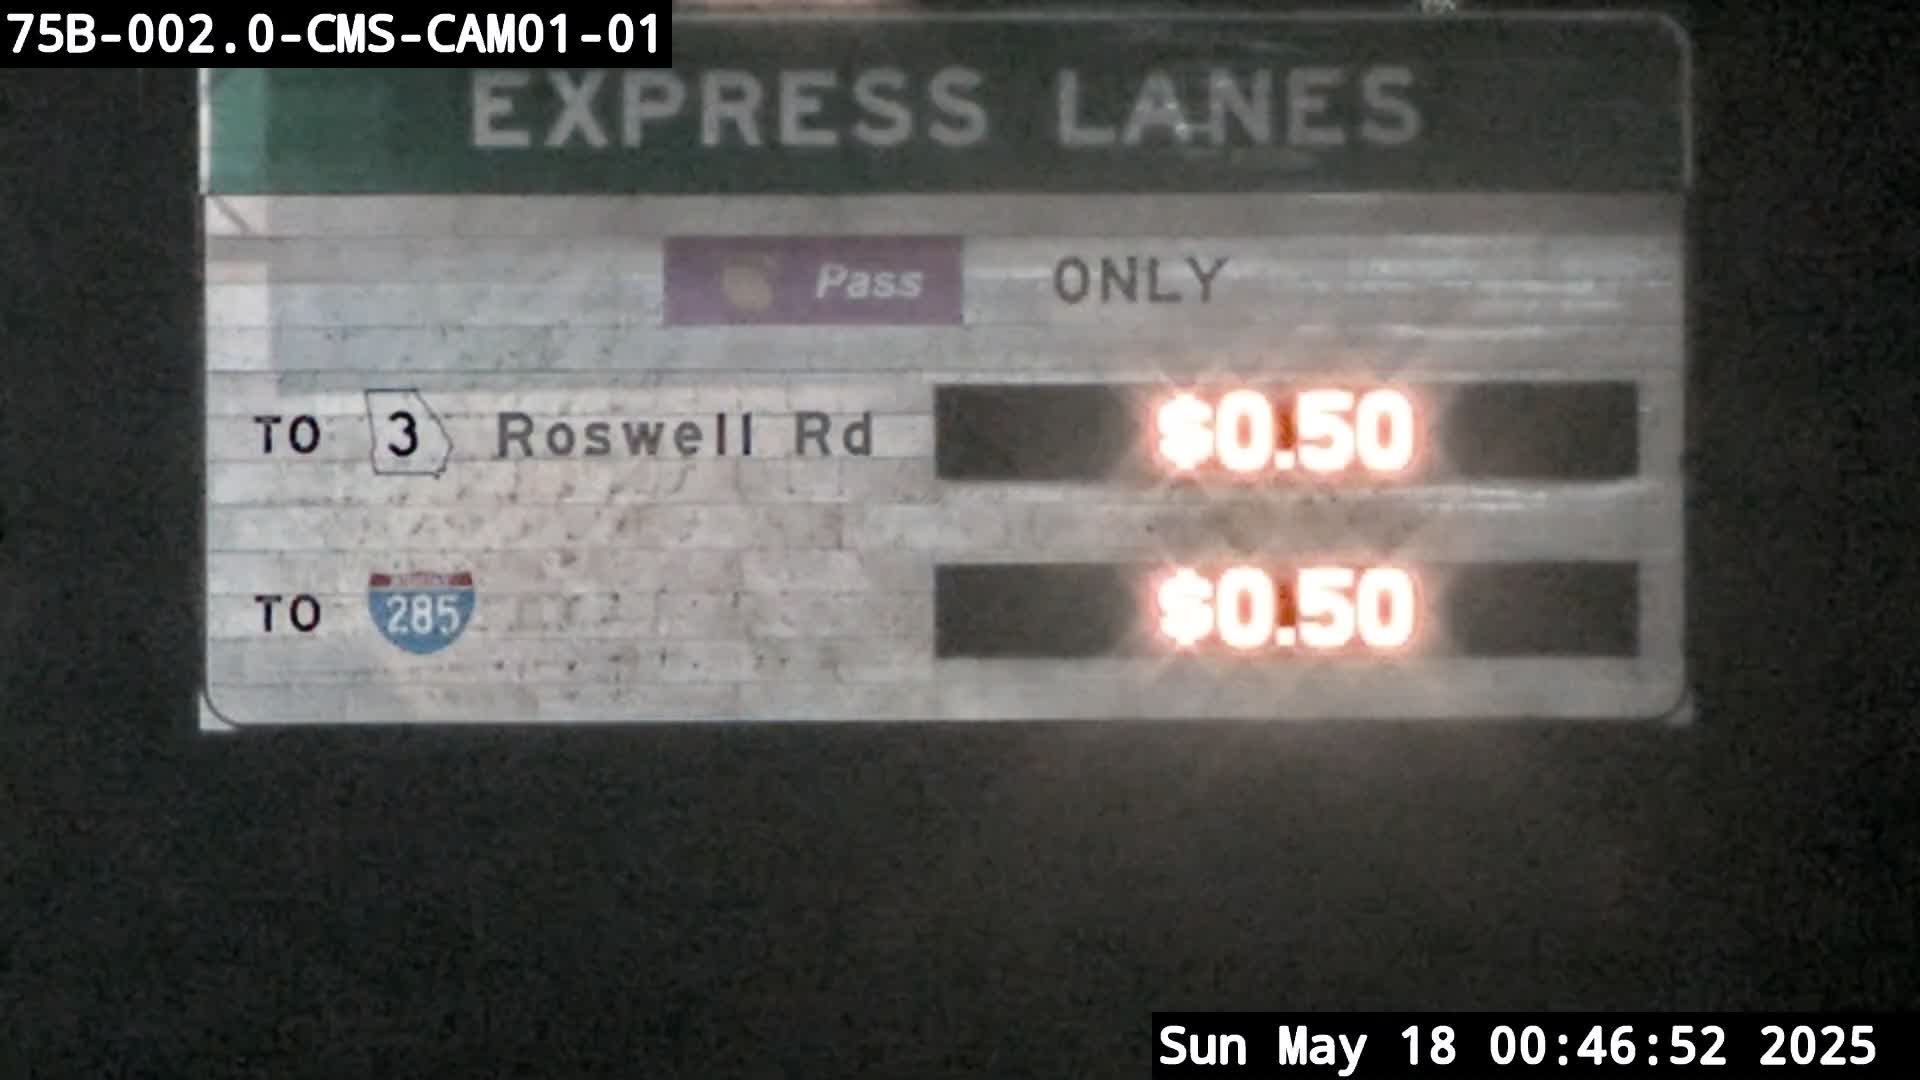 75B-002.0-CMS-CAM01-01
EXPRESS LANES
Pass ONLY
TO 3 Roswell Rd $0.50
TO 285 $0.50
Sun May 18 00:46:52 2025